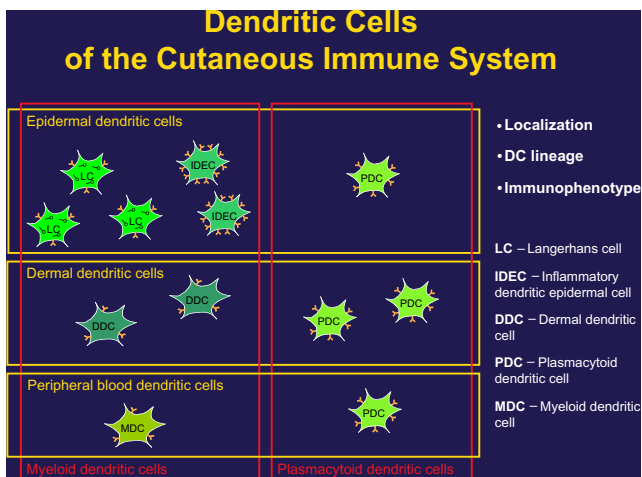 Dendritic Cells
of the Cutaneous Immune System
Epidermal dendritic cells
LC
IDEC
LC
LC
IDEC
PDC
Dermal dendritic cells
DDC
DDC
PDC
PDC
Peripheral blood dendritic cells
MDC
PDC
Myeloid dendritic cells
Plasmacytoid dendritic cells
• Localization
• DC lineage
• Immunophenotype
LC – Langerhans cell
IDEC – Inflammatory
dendritic epidermal cell
DDC – Dermal dendritic
cell
PDC – Plasmacytoid
dendritic cell
MDC – Myeloid dendritic
cell